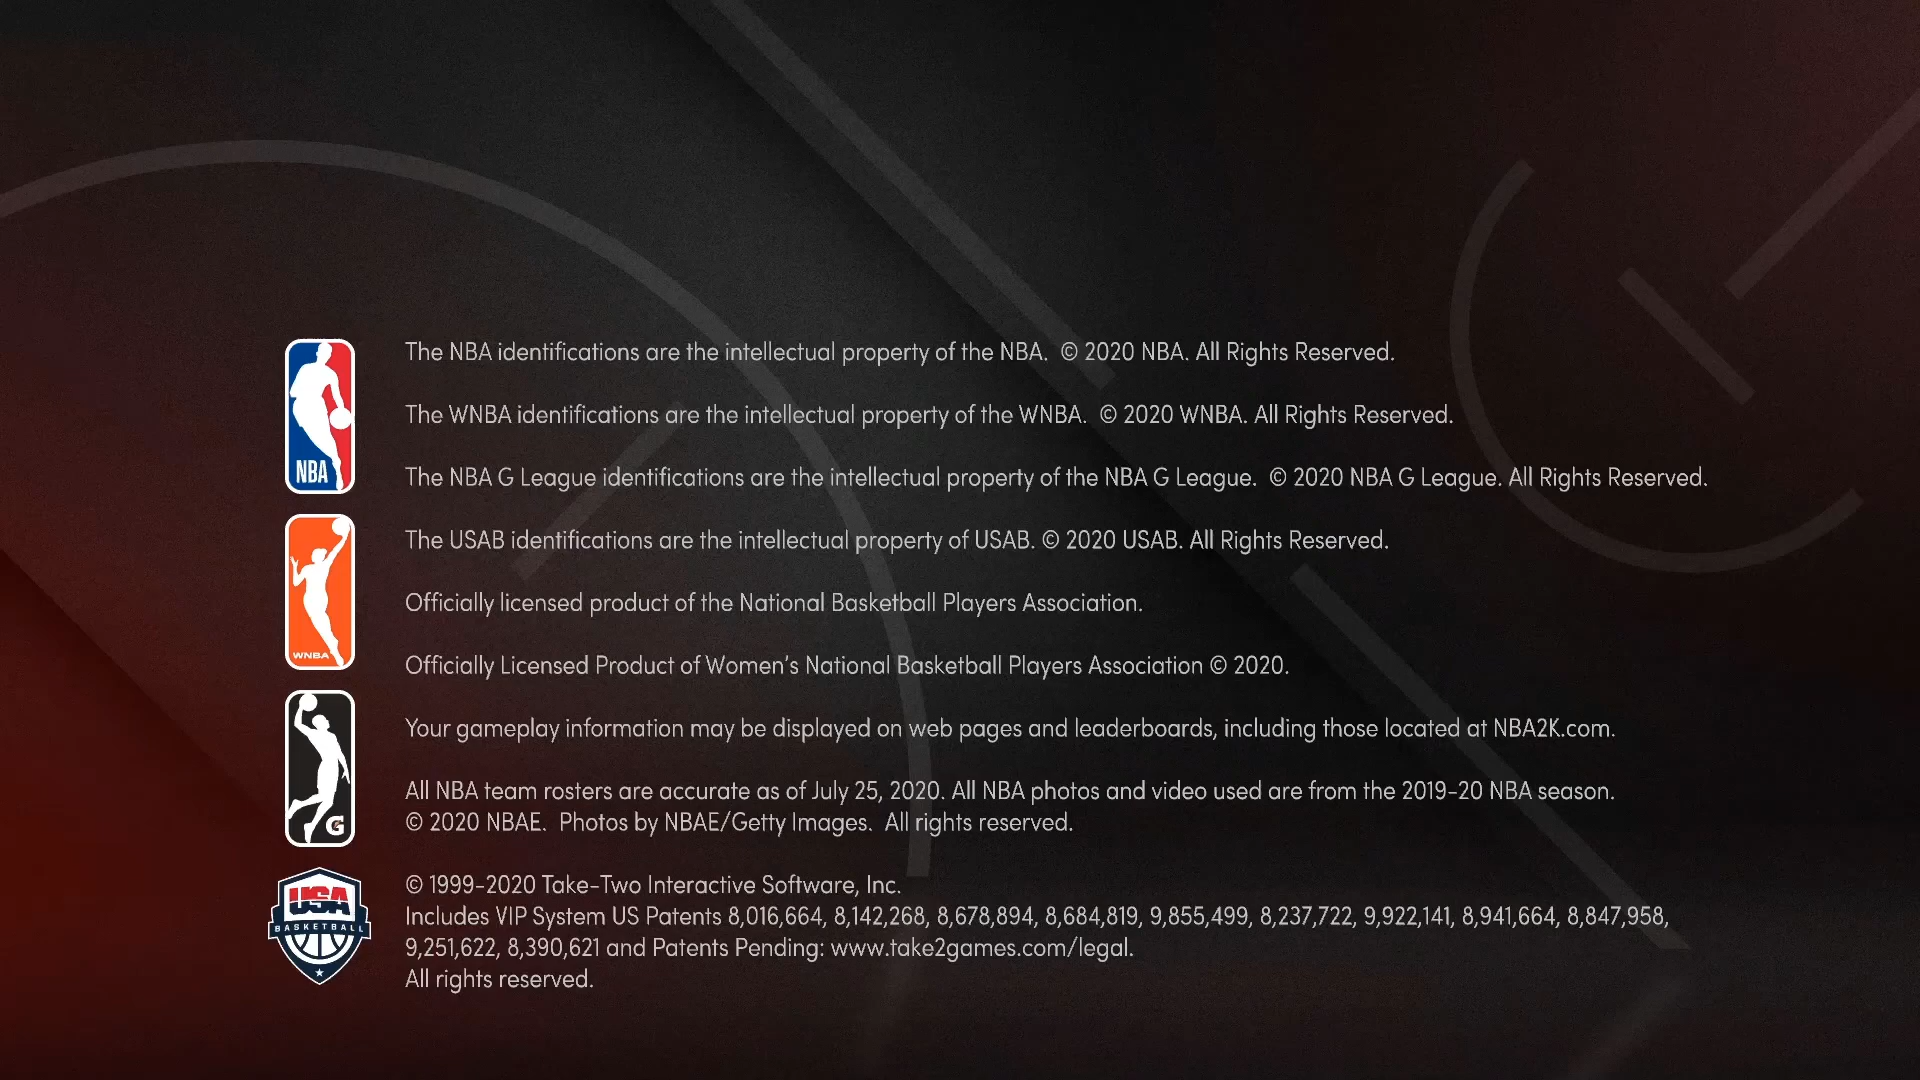 The NBA identifications are the intellectual property of the NBA.  © 2020 NBA. All Rights Reserved.
The WNBA identifications are the intellectual property of the WNBA.  © 2020 WNBA. All Rights Reserved.
NBA
The NBA G League identifications are the intellectual property of the NBA G League.  © 2020 NBA G League. All Rights Reserved.
The USAB identifications are the intellectual property of USAB. © 2020 USAB. All Rights Reserved.
Officially licensed product of the National Basketball Players Association.
WNBA
Officially Licensed Product of Women's National Basketball Players Association © 2020.
Your gameplay information may be displayed on web pages and leaderboards, including those located at NBA2K.com.
All NBA team rosters are accurate as of July 25, 2020. All NBA photos and video used are from the 2019-20 NBA season.
© 2020 NBAE.  Photos by NBAE/Getty Images.  All rights reserved.
G
© 1999-2020 Take-Two Interactive Software, Inc.
USA
BASKETBALL
Includes VIP System US Patents 8,016,664, 8,142,268, 8,678,894, 8,684,819, 9,855,499, 8,237,722, 9,922,141, 8,941,664, 8,847,958,
9,251,622, 8,390,621 and Patents Pending: www.take2games.com/legal.
All rights reserved.